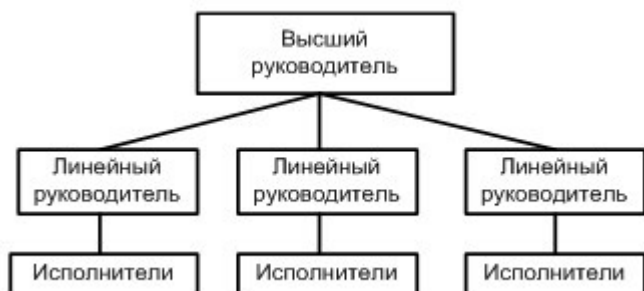 Высший
руководитель
Линейный
руководитель
Линейный
руководитель
Линейный
руководитель
Исполнители
Исполнители
Исполнители